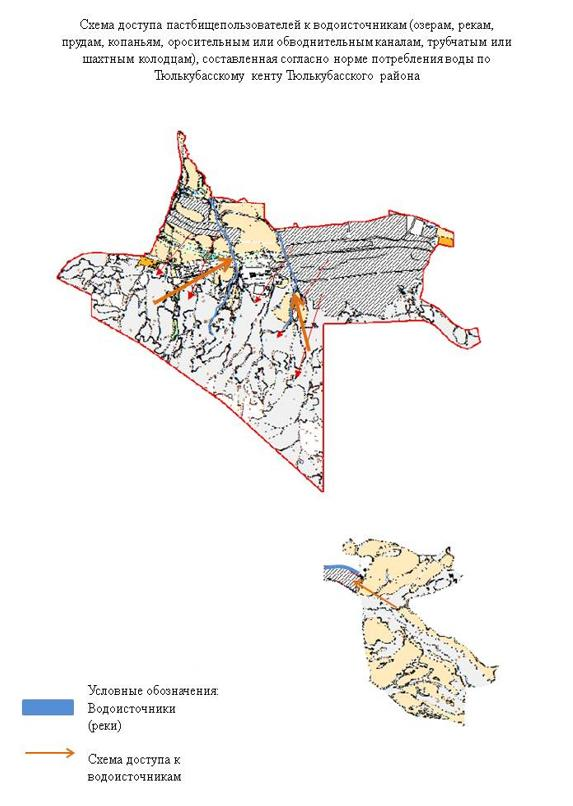 Схема доступа пастбищепользователей к водоисточникам (озерам, рекам,
прудам, копаньям, оросительным или обводнительным каналам, трубчатым или
шахтным колодцам), составленная согласно норме потребления воды по
Тюлькубасскому кенту Тюлькубасского района
Условные обозначения:
Водоисточники
(реки)
Схема доступа к
водоисточникам